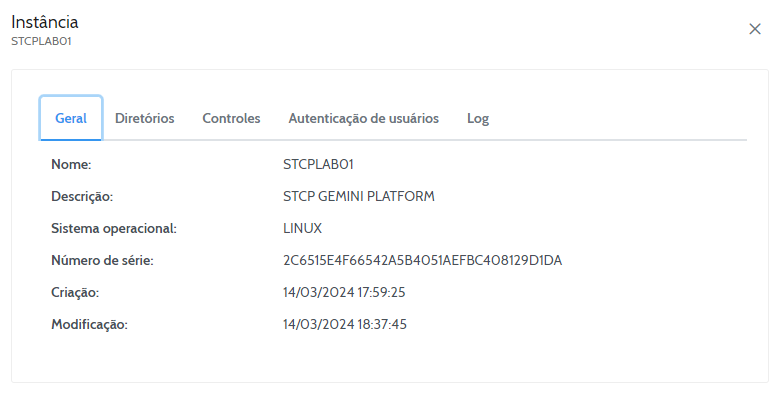 Instância
STCPLAB01
Geral Diretórios Controles Autenticação de usuários Log
Nome: STCPLAB01
Descrição: STCP GEMINI PLATFORM
Sistema operacional: LINUX
Número de série: 2C6515E4F66542A5B4051AEFBC408129D1DA
Criação: 14/03/2024 17:59:25
Modificação: 14/03/2024 18:37:45